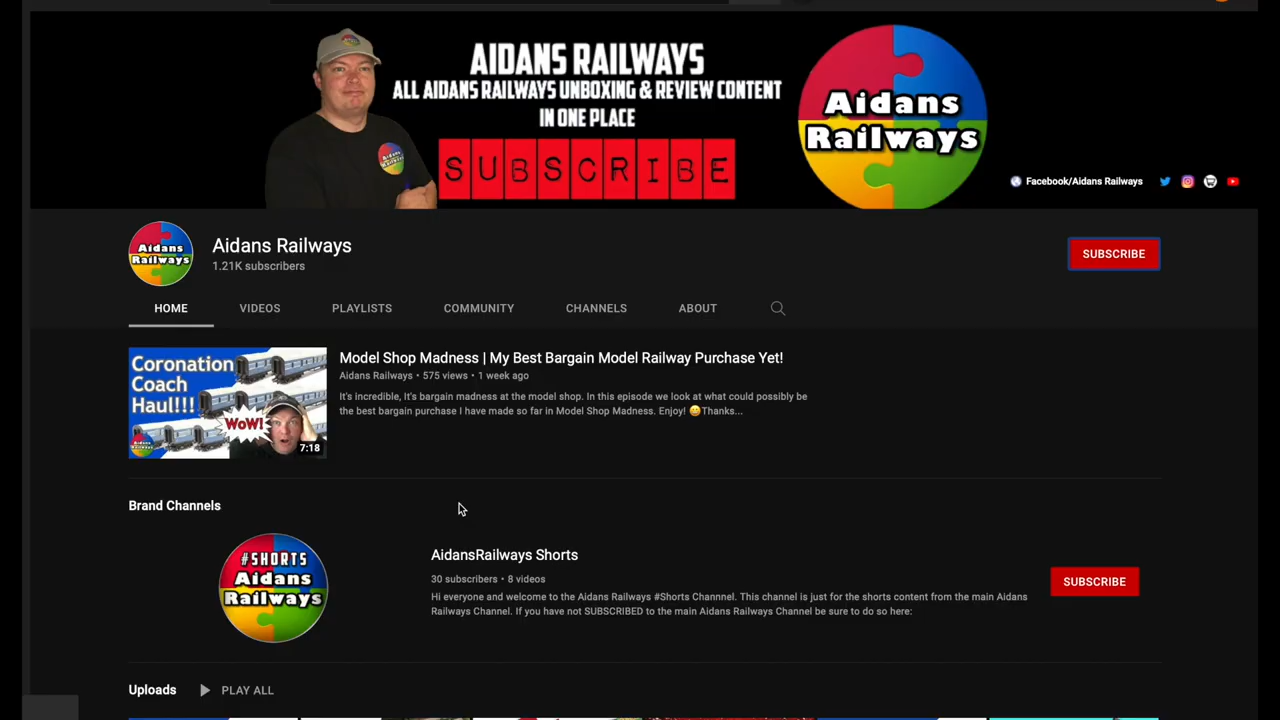 AIDANS RAILWAYS
ALL AIDANS RAILWAYS UNBOXING & REVIEW CONTENT
IN ONE PLACE
SUBSCRIBE
Aidans
Railways
Facebook/Aidans Railways
Aidans
Railways
Aidans Railways
1.21K subscribers
SUBSCRIBE
HOME
VIDEOS
PLAYLISTS
COMMUNITY
CHANNELS
ABOUT
Coronation
Coach
Haul!!!
WOW!
7:18
Model Shop Madness | My Best Bargain Model Railway Purchase Yet!
Aidans Railways • 575 views • 1 week ago
It's incredible, It's bargain madness at the model shop. In this episode we look at what could possibly be
the best bargain purchase I have made so far in Model Shop Madness. Enjoy! 😀Thanks...
Brand Channels
#SHORTS
Aidans
Railways
AidansRailways Shorts
30 subscribers • 8 videos
Hi everyone and welcome to the Aidans Railways #Shorts Channnel. This channel is just for the shorts content from the main Aidans
Railways Channel. If you have not SUBSCRIBED to the main Aidans Railways Channel be sure to do so here:
SUBSCRIBE
Uploads
PLAY ALL